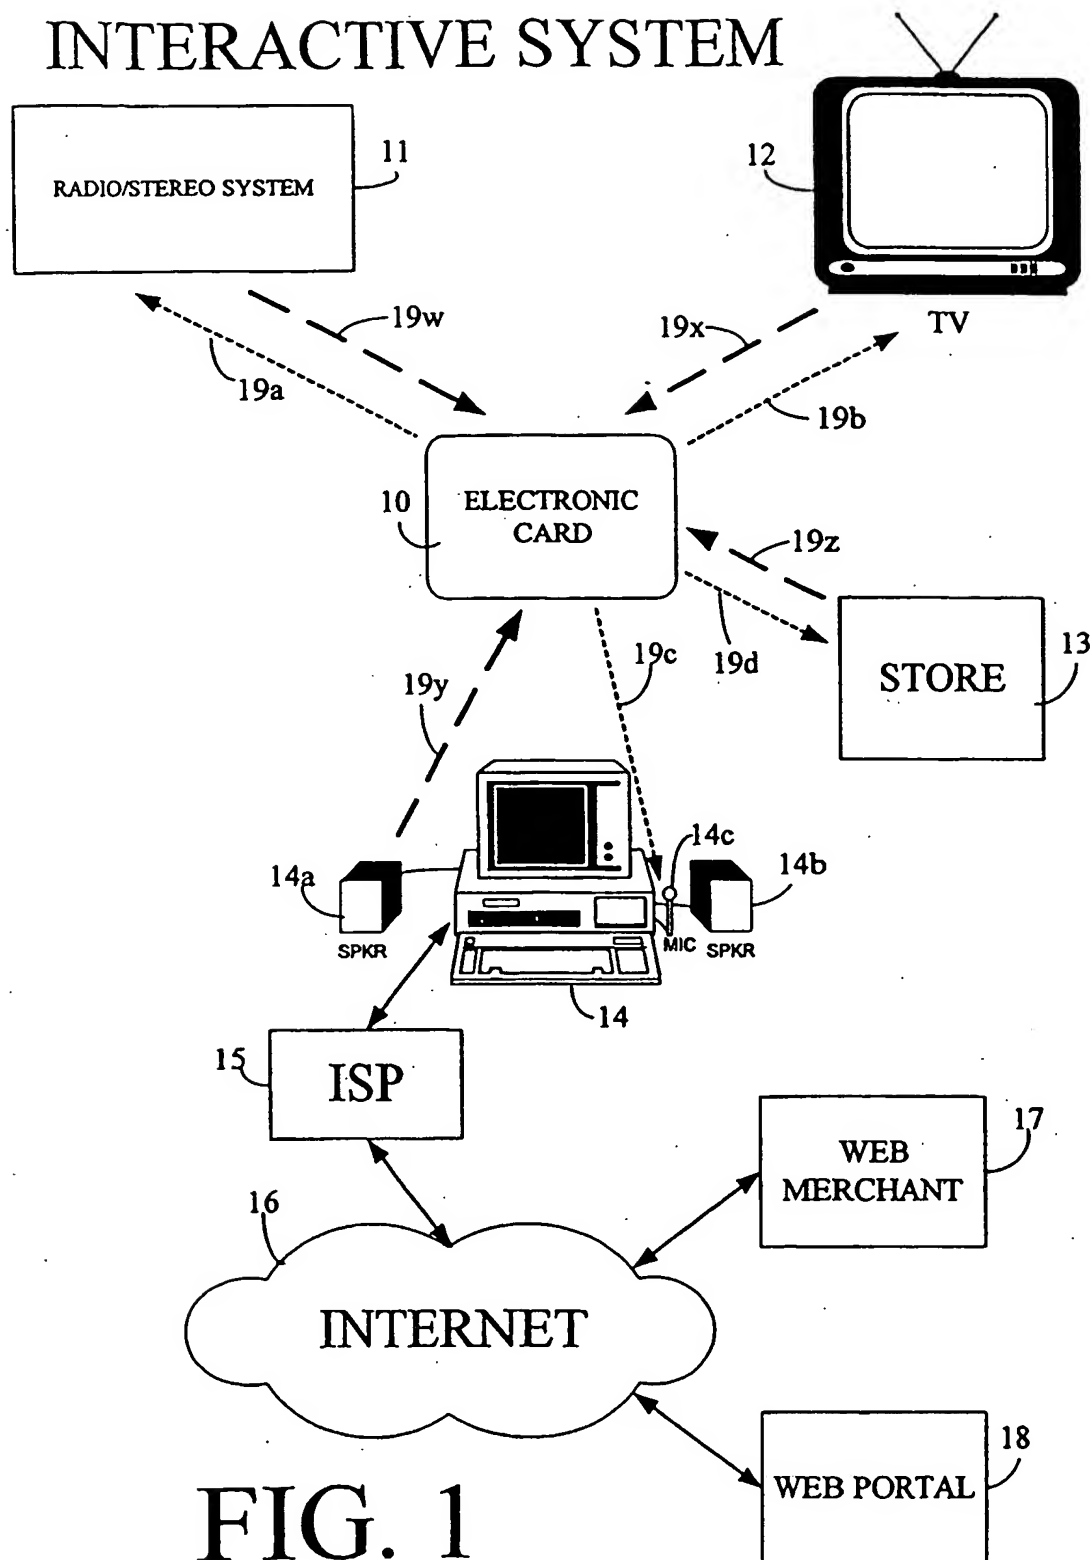 INTERACTIVE SYSTEM
RADIO/STEREO SYSTEM
11
12
TV
19w
19x
19a
19b
10
ELECTRONIC
CARD
19z
19c
19d
13
STORE
19y
14c
14a
14b
SPKR
MIC
SPKR
14
15
ISP
17
WEB
MERCHANT
16
INTERNET
18
WEB PORTAL
FIG. 1